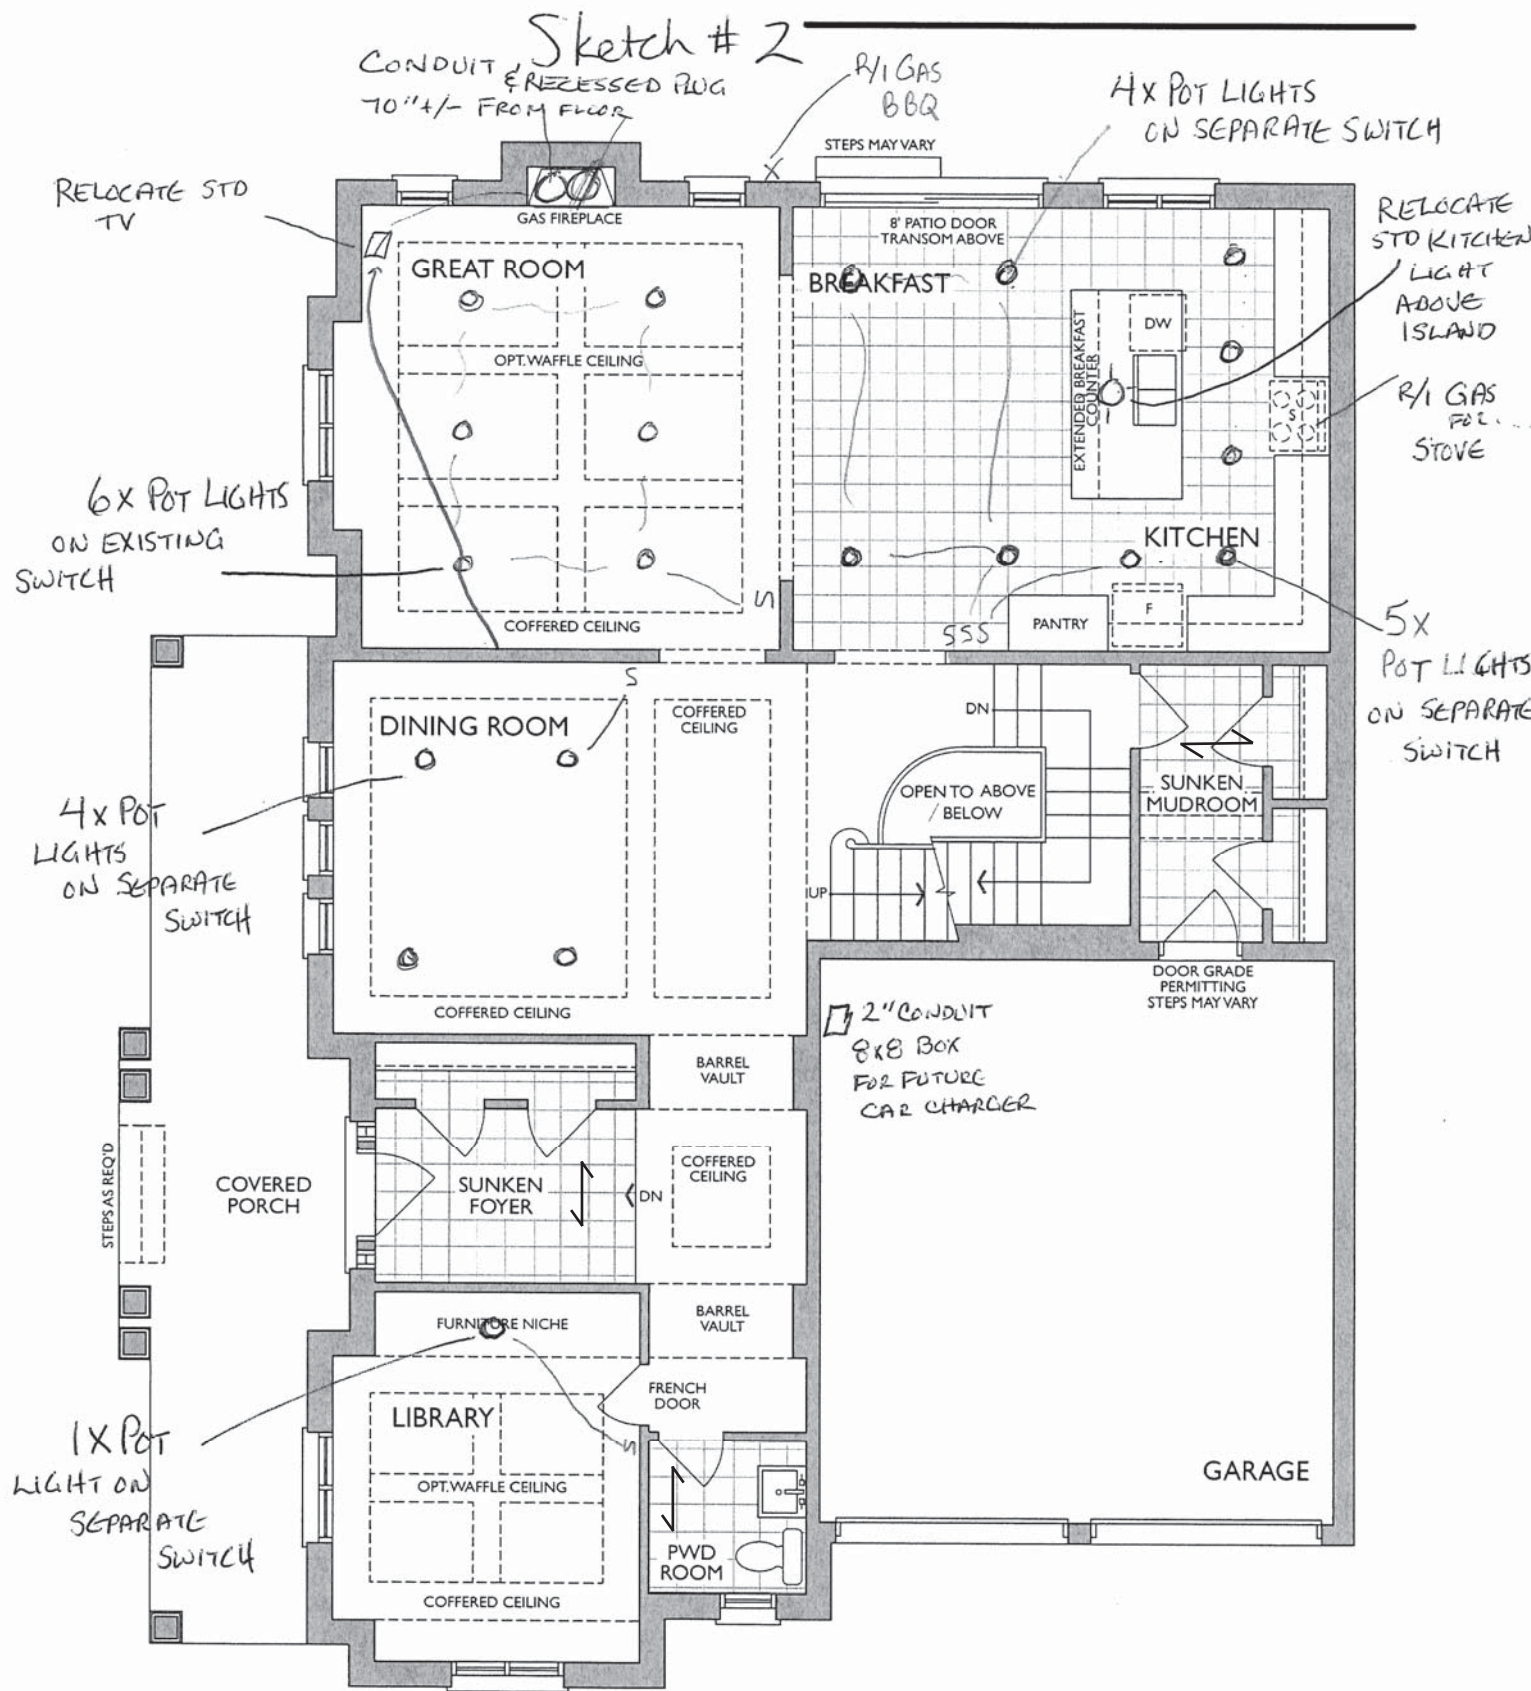 Sketch # 2
CONDUIT
& RECESSED PLUG
70"+/- FROM FLOOR
R/I GAS
BBQ
4x POT LIGHTS
ON SEPARATE SWITCH
STEPS MAY VARY
RELOCATE STD
TV
GAS FIREPLACE
8' PATIO DOOR
TRANSOM ABOVE
RELOCATE
STD KITCHEN
LIGHT
ABOVE
ISLAND
GREAT ROOM
BREAKFAST
DW
EXTENDED BREAKFAST
COUNTER
OPT. WAFFLE CEILING
S
R/I GAS
FOR...
STOVE
6x POT LIGHTS
ON EXISTING
SWITCH
KITCHEN
S
COFFERED CEILING
SSS
PANTRY
F
5x
POT LIGHTS
ON SEPARATE
SWITCH
S
DINING ROOM
COFFERED
CEILING
DN
OPEN TO ABOVE
/ BELOW
SUNKEN
MUDROOM
4x POT
LIGHTS
ON SEPARATE
SWITCH
UP
COFFERED CEILING
DOOR GRADE
PERMITTING
STEPS MAY VARY
2" CONDUIT
8x8 BOX
FOR FUTURE
CAR CHARGER
BARREL
VAULT
STEPS AS REQ'D
COVERED
PORCH
SUNKEN
FOYER
DN
COFFERED
CEILING
FURNITURE NICHE
BARREL
VAULT
FRENCH
DOOR
LIBRARY
S
1x POT
LIGHT ON
SEPARATE
SWITCH
OPT. WAFFLE CEILING
GARAGE
PWD
ROOM
COFFERED CEILING